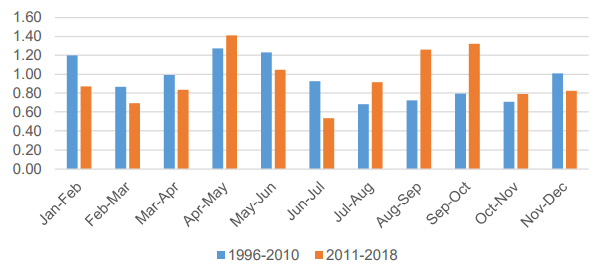 1.60
1.40
1.20
1.00
0.80
0.60
0.40
0.20
0.00
Jan-Feb
Feb-Mar
Mar-Apr
Apr-May
May-Jun
Jun-Jul
Jul-Aug
Aug-Sep
Sep-Oct
Oct-Nov
Nov-Dec
1996-2010 2011-2018